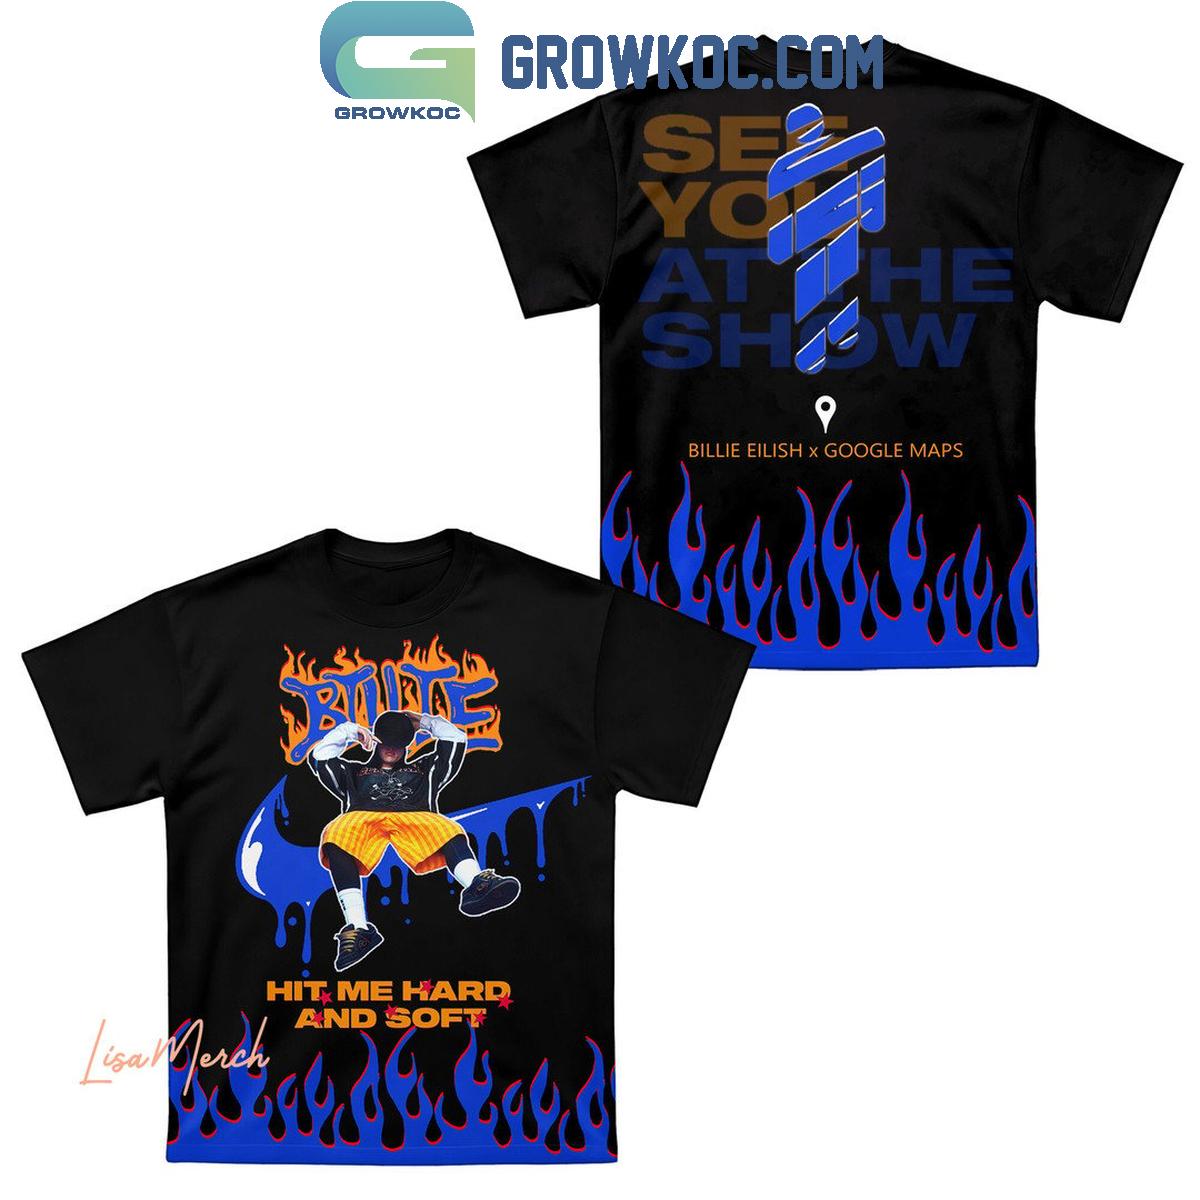 GROWKOC
GROWKOC.COM
SEE
YOU
AT THE
SHOW
BILLIE EILISH x GOOGLE MAPS
BILLIE
HIT ME HARD
AND SOFT
LisaMerch